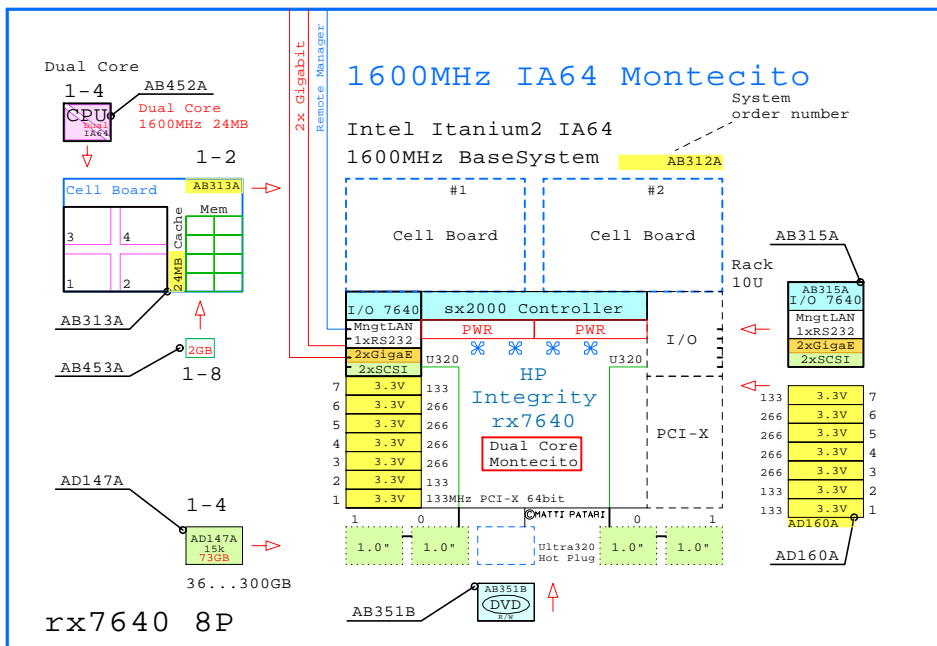 Dual Core
1-4
AB452A
CPU
Dual
IA64
Dual Core
1600MHz 24MB
2x Gigabit
Remote Manager
1600MHz IA64 Montecito
System
order number
Intel Itanium2 IA64
1600MHz BaseSystem
AB312A
1-2
Cell Board
AB313A
Mem
3
4
1
2
24MB Cache
AB313A
#1
Cell Board
#2
Cell Board
AB315A
Rack
10U
I/O 7640
sx2000 Controller
MngtLAN
1xRS232
PWR
PWR
2xGigaE
2xSCSI
U320
U320
I/O
AB315A
I/O 7640
MngtLAN
1xRS232
2xGigaE
2xSCSI
2GB
AB453A
1-8
HP
Integrity
rx7640
Dual Core
Montecito
PCI-X
7 3.3V 133
6 3.3V 266
5 3.3V 266
4 3.3V 266
3 3.3V 266
2 3.3V 133
1 3.3V 133MHz PCI-X 64bit
133 3.3V 7
266 3.3V 6
266 3.3V 5
266 3.3V 4
266 3.3V 3
133 3.3V 2
133 3.3V 1
AD160A
AD160A
AD147A
1-4
AD147A
15k
73GB
36...300GB
©MATTI PATARI
1
0
0
1
1.0"
1.0"
Ultra320
Hot Plug
1.0"
1.0"
AB351B
AB351B
DVD
R/W
rx7640 8P